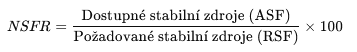 NSFR = Dostupné stabilní zdroje (ASF) / Požadované stabilní zdroje (RSF) × 100